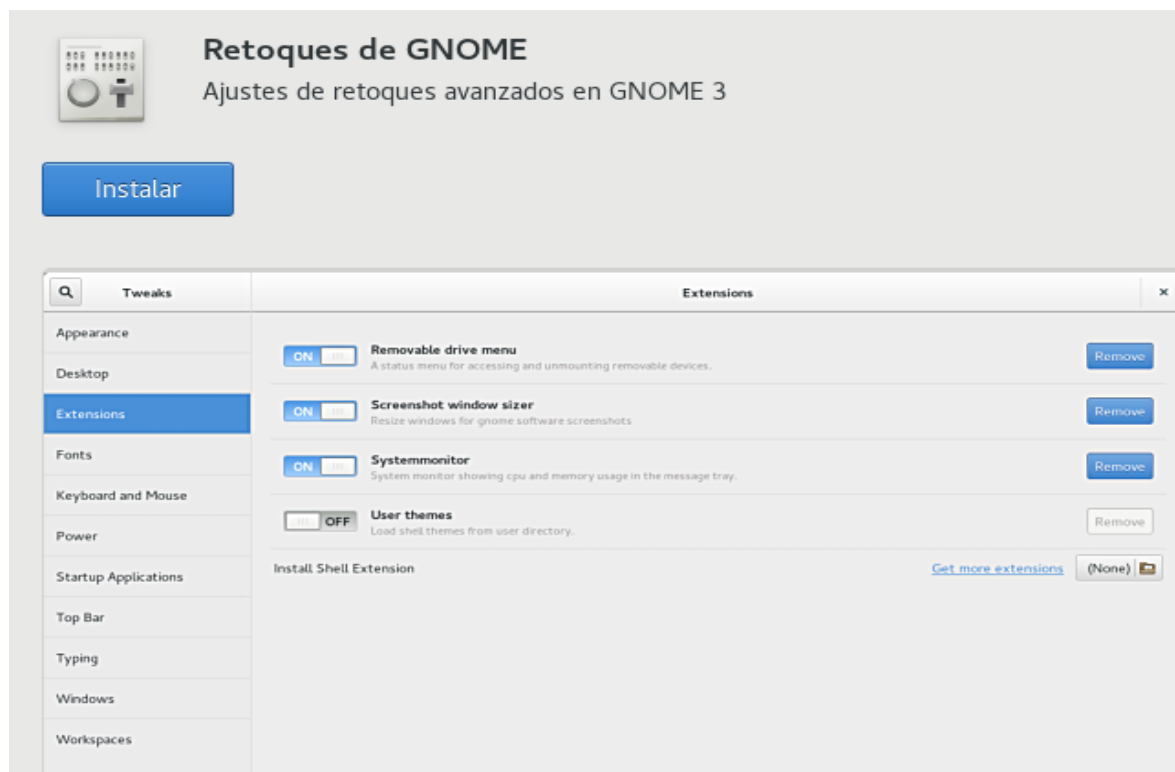 Retoques de GNOME
Ajustes de retoques avanzados en GNOME 3
Instalar
Tweaks
Extensions
Appearance
Desktop
Extensions
Fonts
Keyboard and Mouse
Power
Startup Applications
Top Bar
Typing
Windows
Workspaces
ON
Removable drive menu
A status menu for accessing and unmounting removable devices.
Remove
ON
Screenshot window sizer
Resize windows for gnome software screenshots
Remove
ON
Systemmonitor
System monitor showing cpu and memory usage in the message tray.
Remove
OFF
User themes
Load shell themes from user directory.
Remove
Install Shell Extension
Get more extensions
(None)